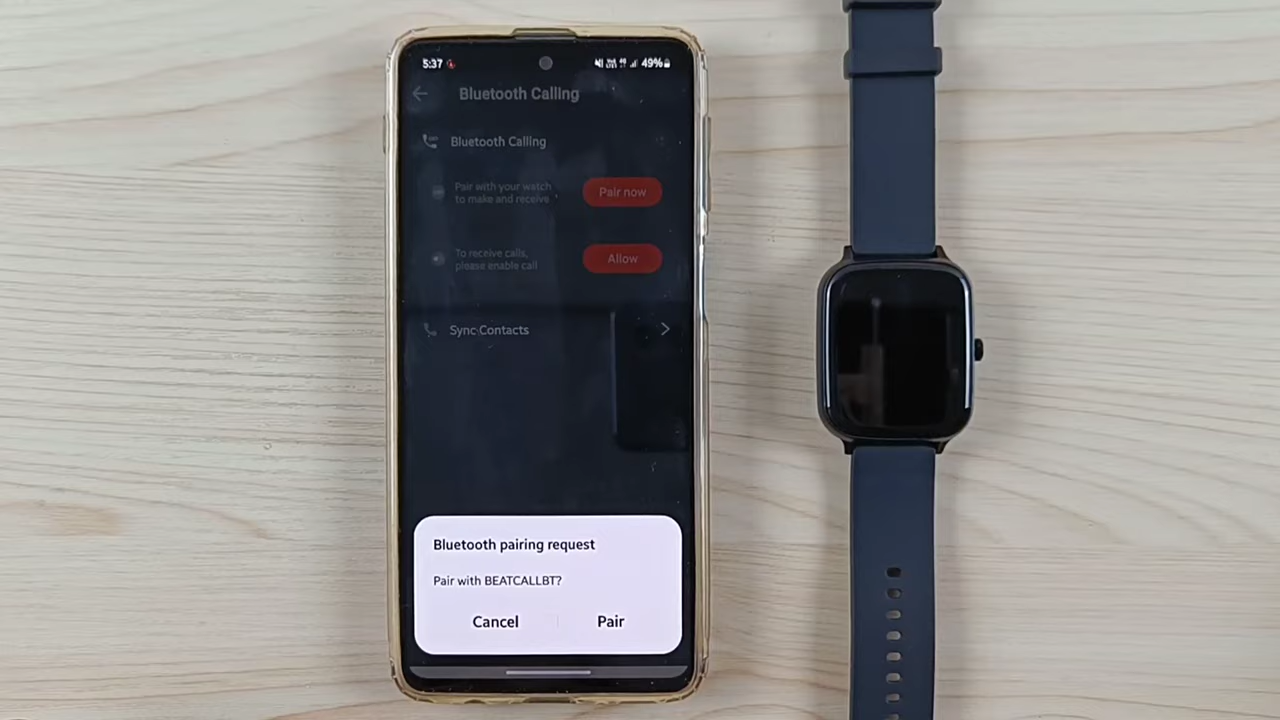 5:37
49%
Bluetooth Calling
Bluetooth Calling
Pair with your watch
to make and receive
Pair now
To receive calls,
please enable call
Allow
Sync Contacts
Bluetooth pairing request
Pair with BEATCALLBT?
Cancel
Pair